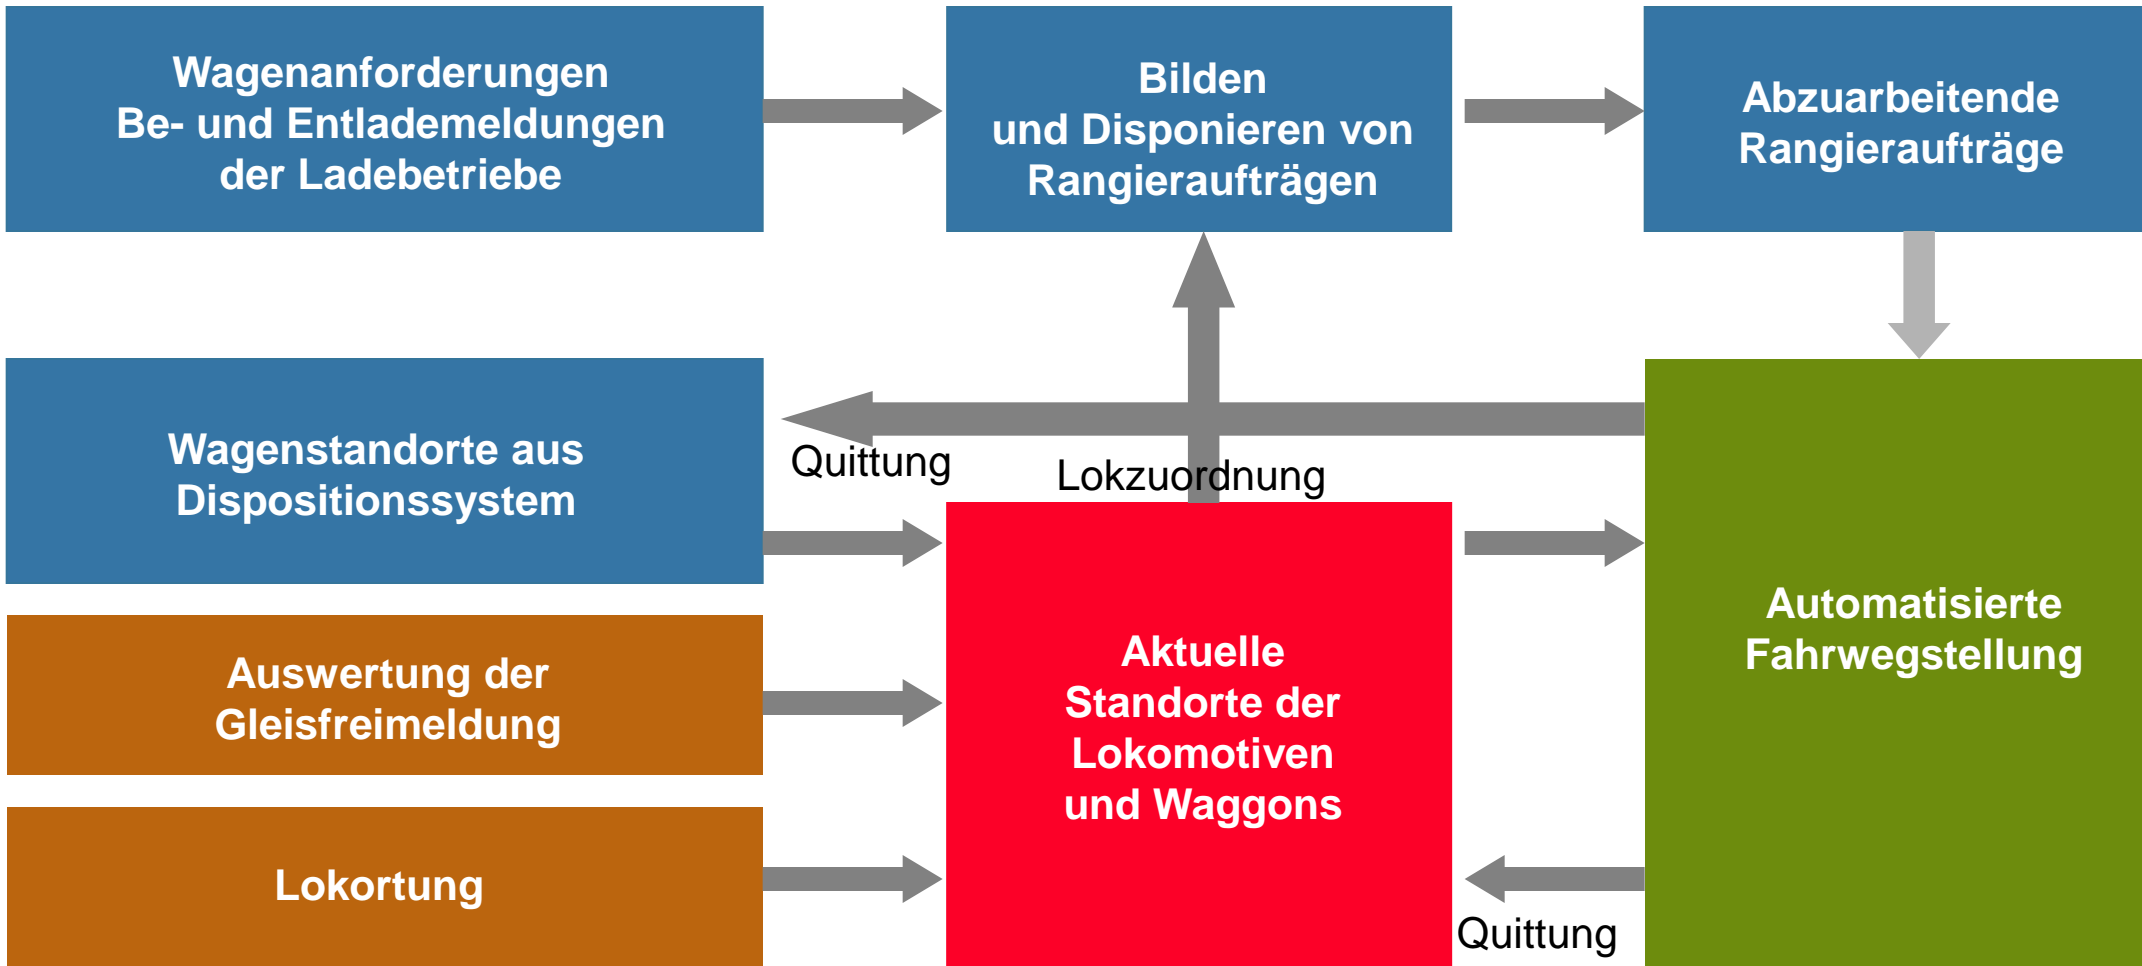 Wagenanforderungen
Be- und Entlademeldungen
der Ladebetriebe
Bilden
und Disponieren von
Rangieraufträgen
Abzuarbeitende
Rangieraufträge
Wagenstandorte aus
Dispositionssystem
Quittung
Lokzuordnung
Auswertung der
Gleisfreimeldung
Lokortung
Aktuelle
Standorte der
Lokomotiven
und Waggons
Automatisierte
Fahrwegstellung
Quittung